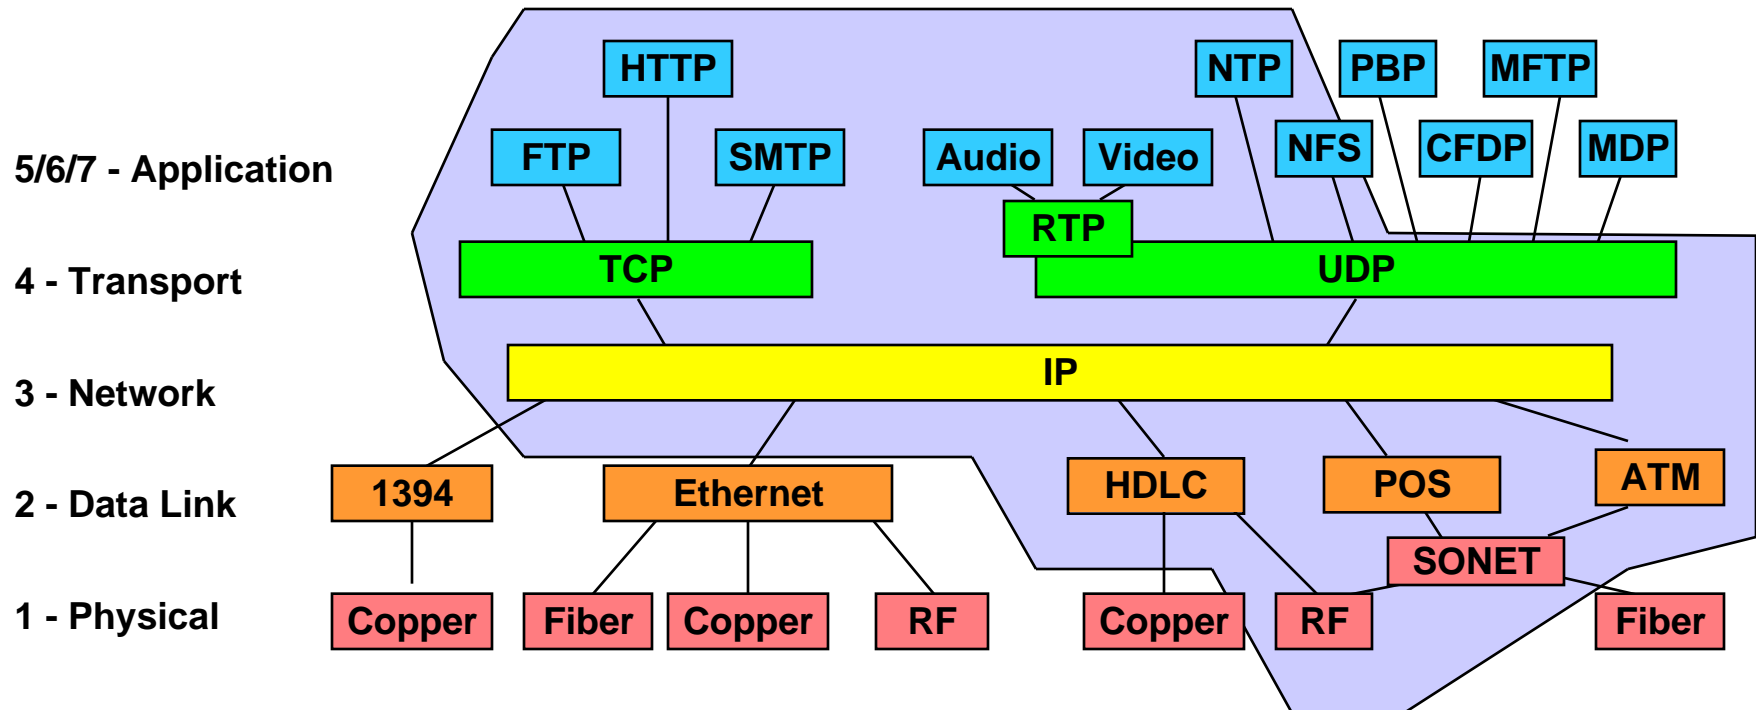 HTTP
NTP
PBP
MFTP
5/6/7 - Application
FTP
SMTP
Audio
Video
NFS
CFDP
MDP
RTP
4 - Transport
TCP
UDP
3 - Network
IP
2 - Data Link
1394
Ethernet
HDLC
POS
ATM
SONET
1 - Physical
Copper
Fiber
Copper
RF
Copper
RF
Fiber